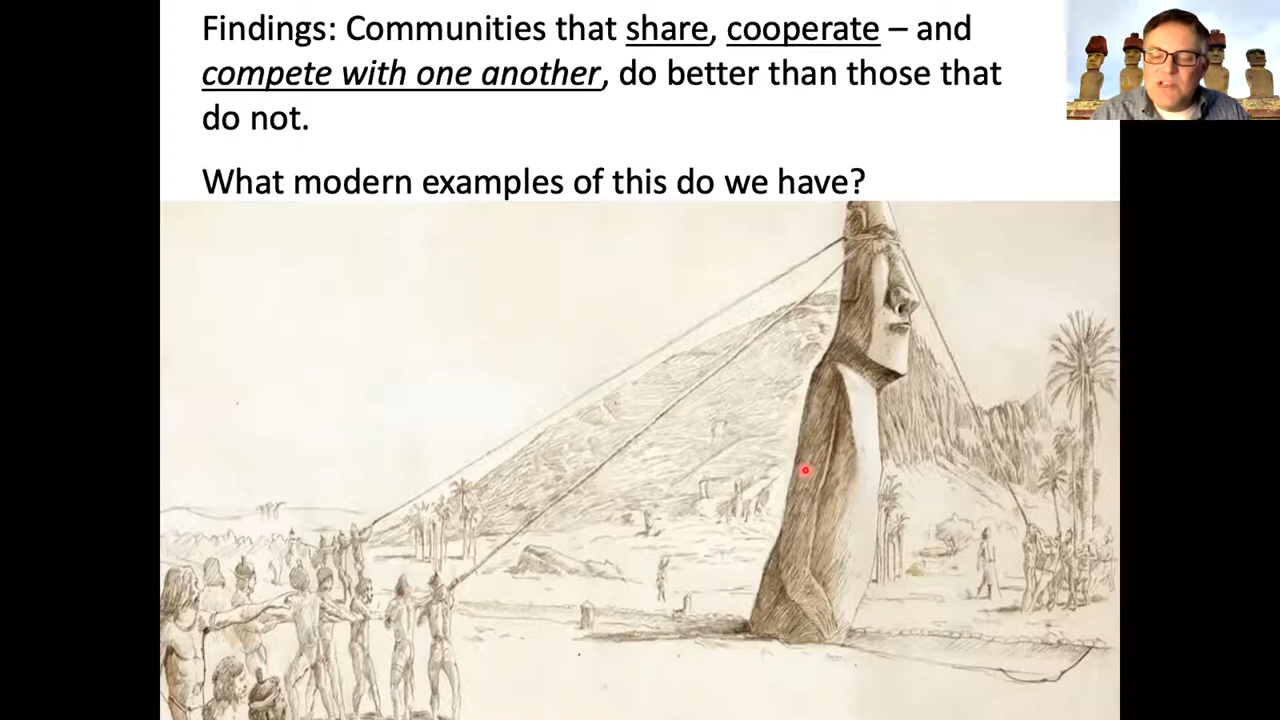 Findings: Communities that share, cooperate – and
compete with one another, do better than those that
do not.
What modern examples of this do we have?